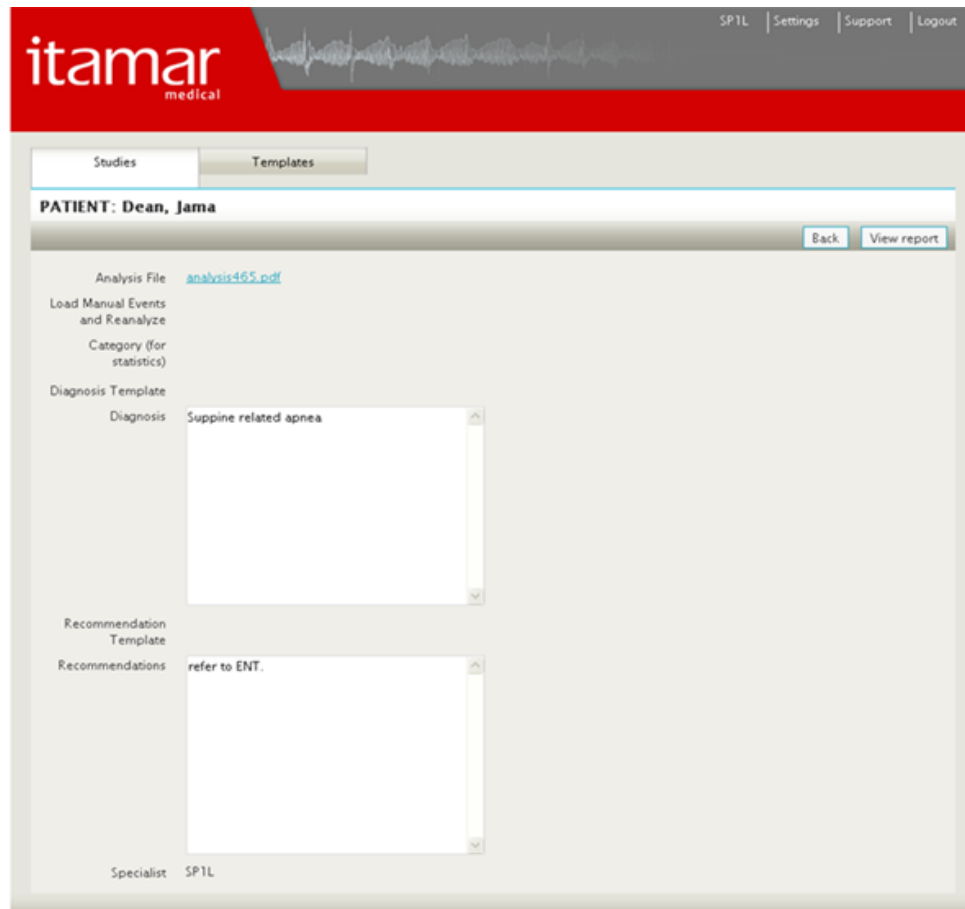 SP1L Settings Support Logout
itamar
medical
Studies Templates
PATIENT: Dean, Jama
Back View report
Analysis File analysis465.pdf
Load Manual Events
and Reanalyze
Category (for
statistics)
Diagnosis Template
Diagnosis Suppine related apnea
Recommendation
Template
Recommendations refer to ENT.
Specialist SP1L